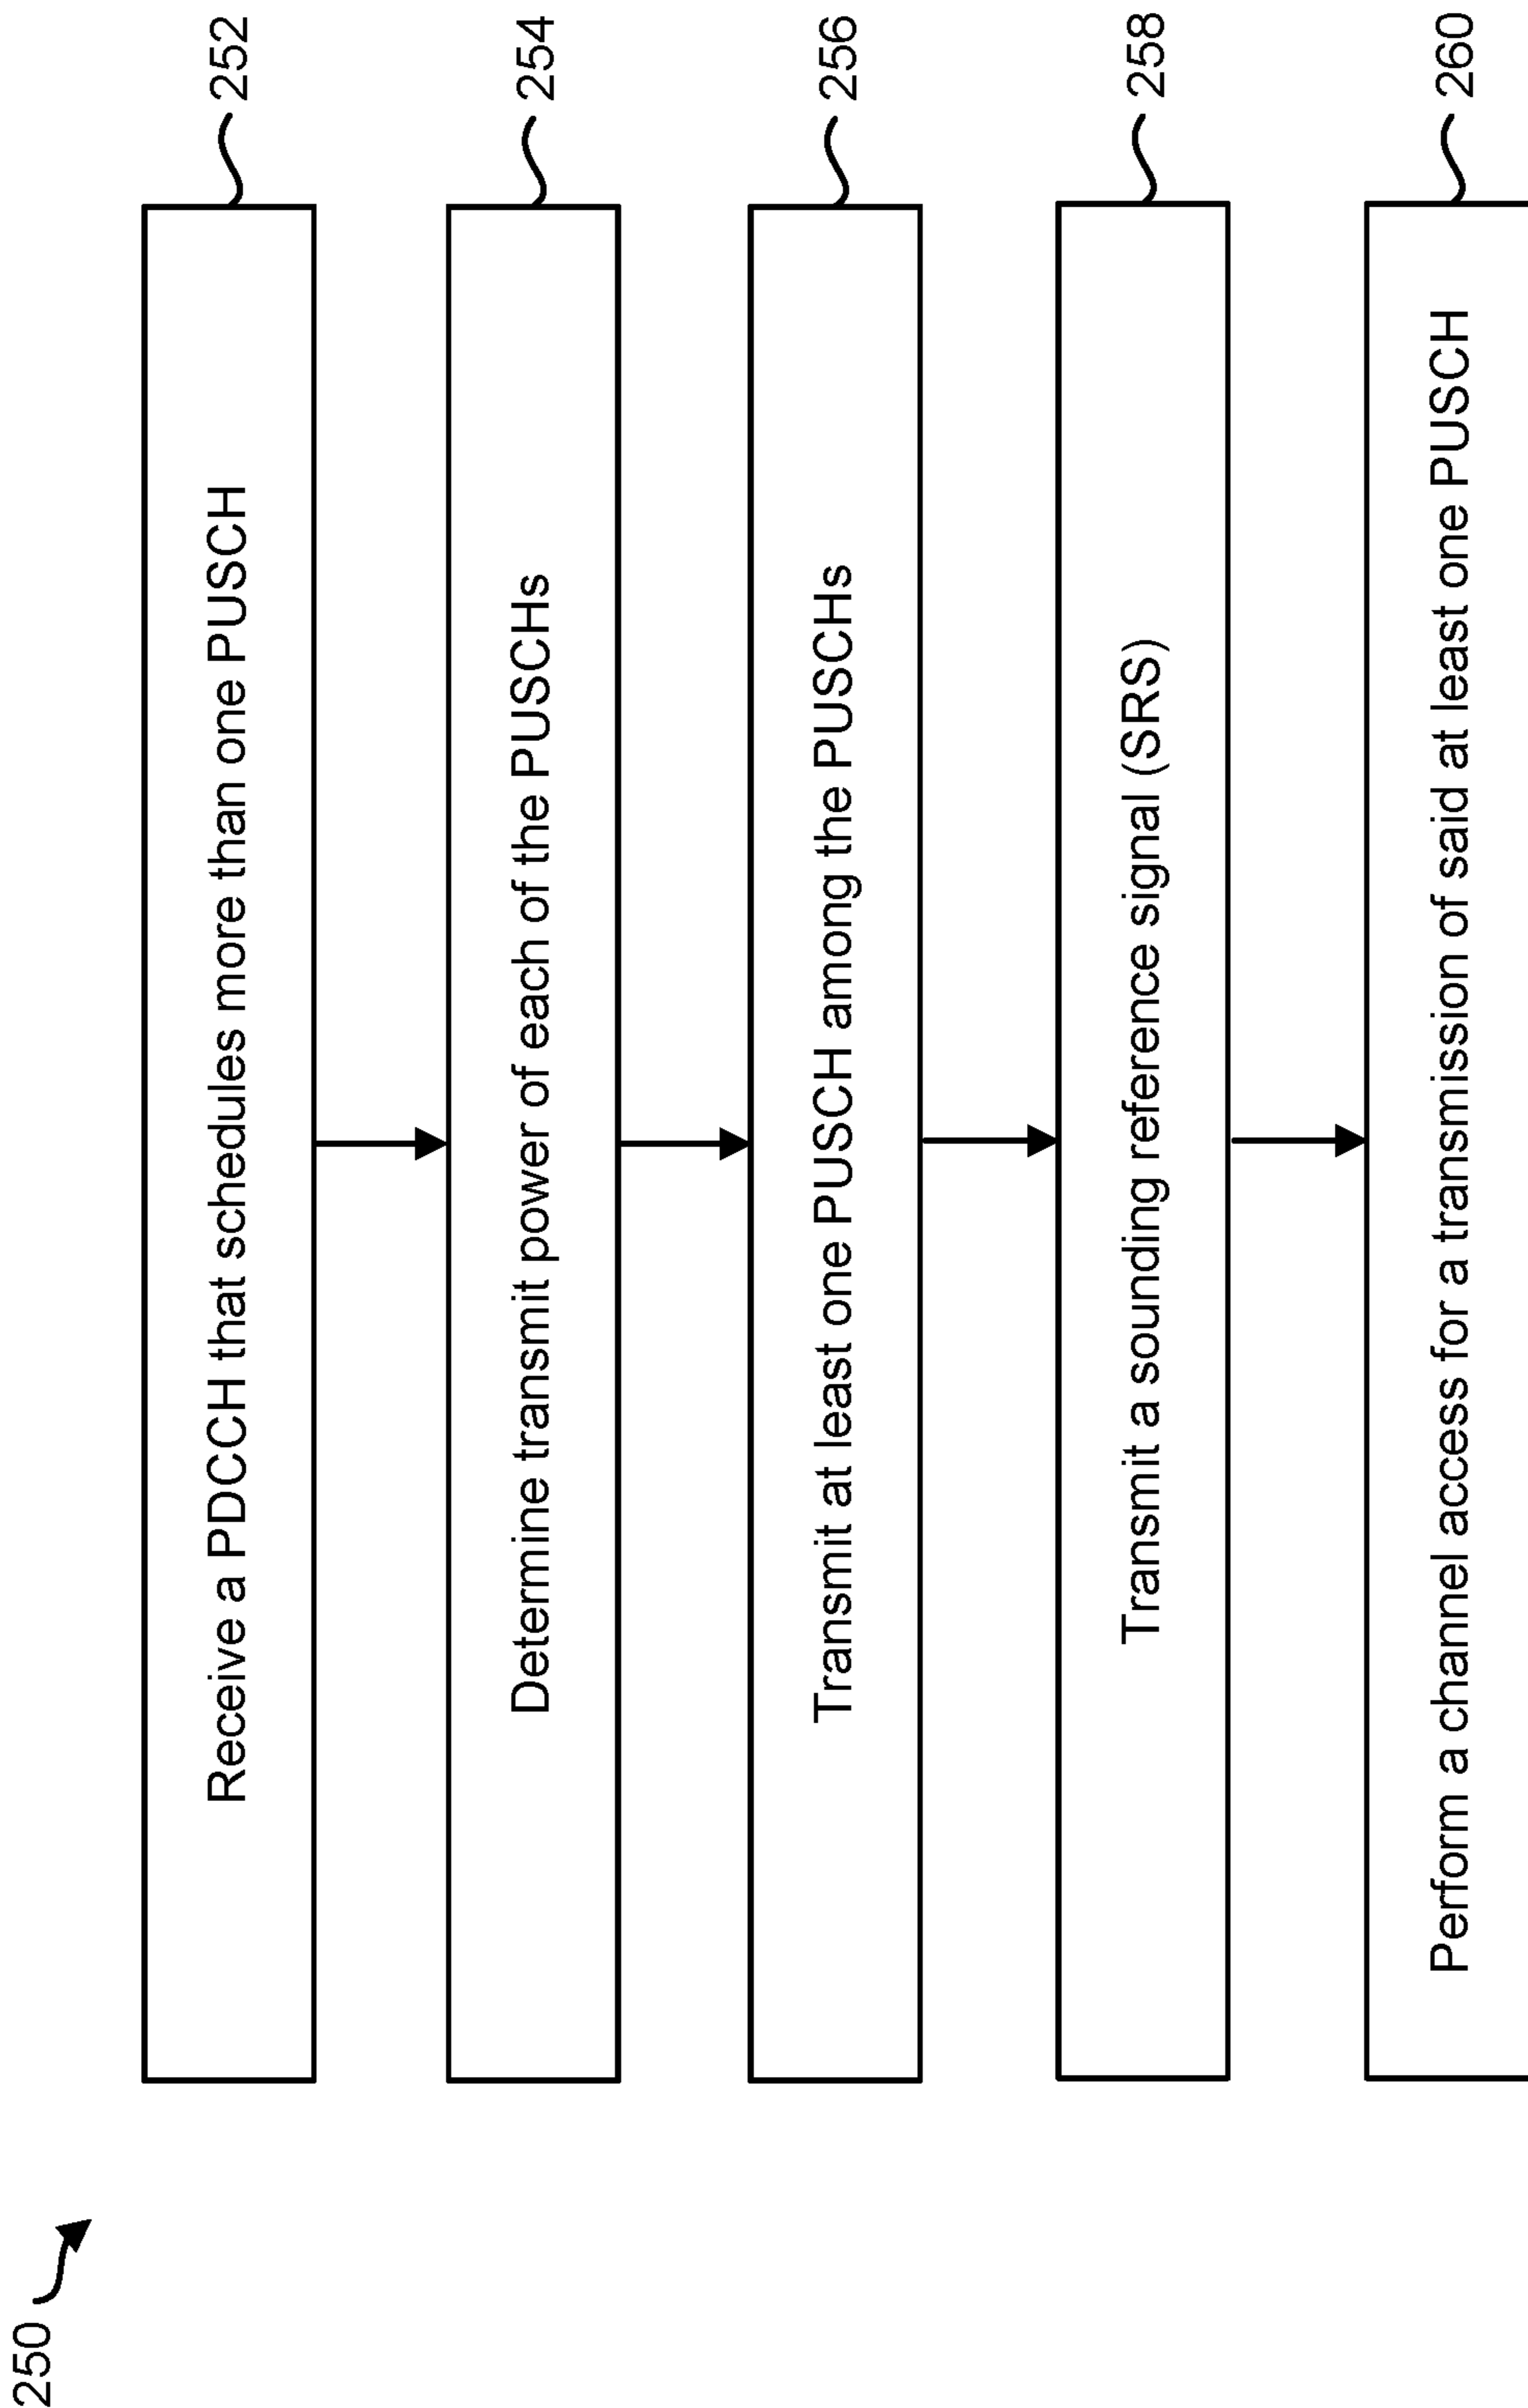 250
Receive a PDCCH that schedules more than one PUSCH
252
Determine transmit power of each of the PUSCHs
254
Transmit at least one PUSCH among the PUSCHs
256
Transmit a sounding reference signal (SRS)
258
Perform a channel access for a transmission of said at least one PUSCH
260